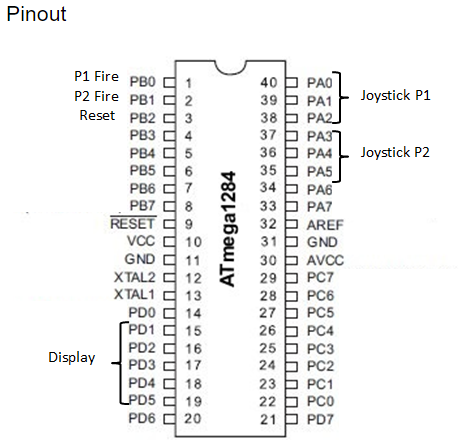 Pinout
P1 Fire PB0 1 40 PA0
P2 Fire PB1 2 39 PA1 Joystick P1
Reset PB2 3 38 PA2
PB3 4 37 PA3
PB4 5 36 PA4 Joystick P2
PB5 6 35 PA5
PB6 7 34 PA6
PB7 8 33 PA7
RESET 9 32 AREF
VCC 10 31 GND
GND 11 30 AVCC
XTAL2 12 29 PC7
XTAL1 13 28 PC6
PD0 14 27 PC5
PD1 15 26 PC4
PD2 16 25 PC3
Display PD3 17 24 PC2
PD4 18 23 PC1
PD5 19 22 PC0
PD6 20 21 PD7
ATmega1284